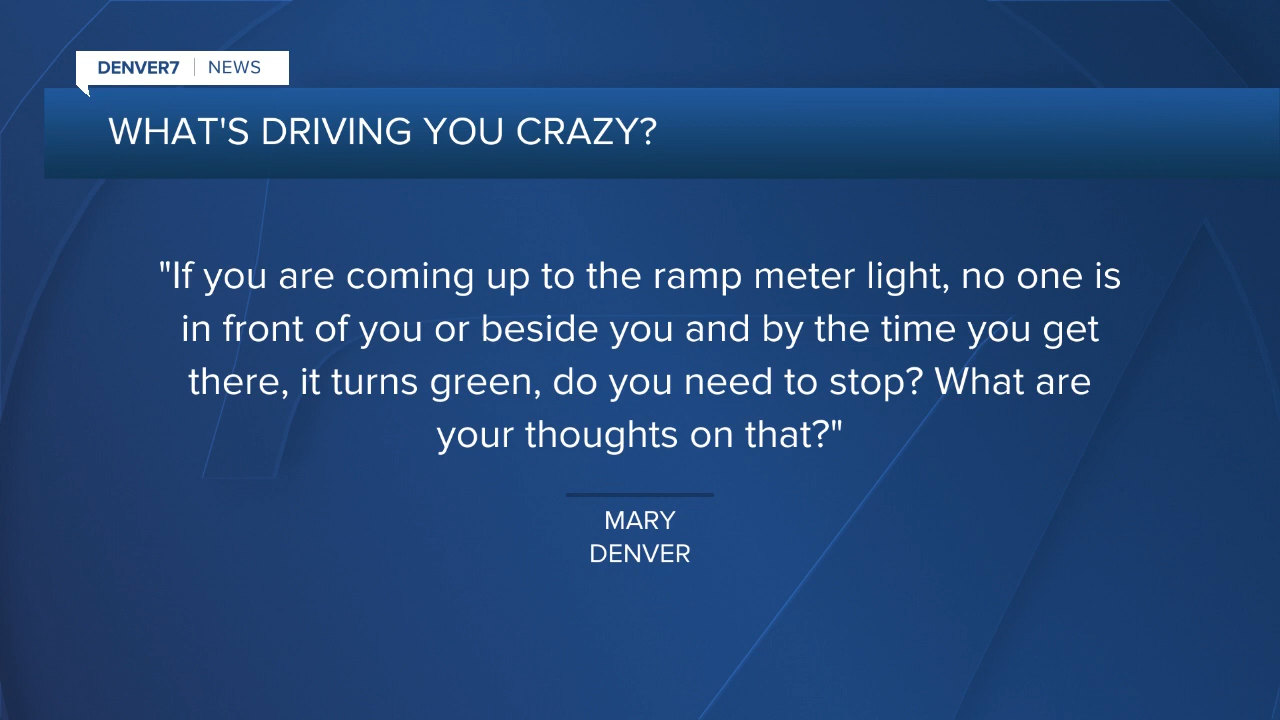 DENVER7 | NEWS
WHAT'S DRIVING YOU CRAZY?
"If you are coming up to the ramp meter light, no one is
in front of you or beside you and by the time you get
there, it turns green, do you need to stop? What are
your thoughts on that?"
MARY
DENVER